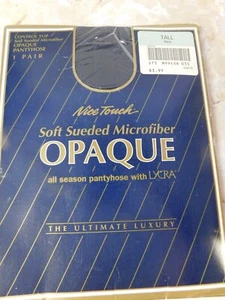 CONTROL TOP
Soft Sueded Microfiber
OPAQUE
PANTYHOSE
1 PAIR
TALL
$3.99
Nice Touch
Soft Sueded Microfiber
OPAQUE
all season pantyhose with LYCRA
THE ULTIMATE LUXURY